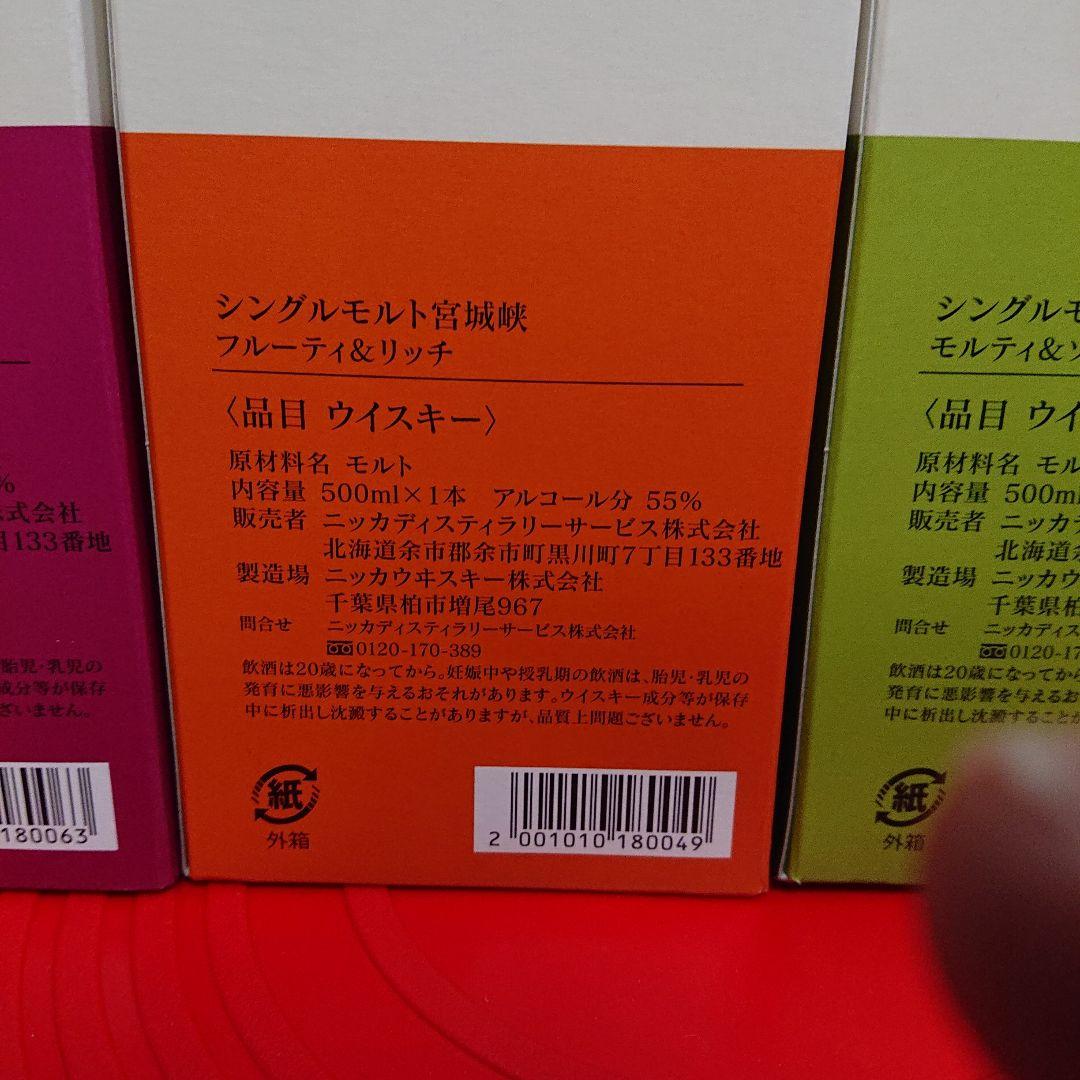 %
式会社
目133番地
胎児・乳児の
成分等が保存
ざいません。
180063
シングルモルト宮城峡
フルーティ&リッチ
〈品目 ウイスキー〉
原材料名 モルト
内容量 500ml×1本 アルコール分 55%
販売者 ニッカディスティラリーサービス株式会社
北海道余市郡余市町黒川町7丁目133番地
製造場 ニッカウヰスキー株式会社
千葉県柏市増尾967
問合せ ニッカディスティラリーサービス株式会社
0120-170-389
飲酒は20歳になってから。妊娠中や授乳期の飲酒は、胎児・乳児の
発育に悪影響を与えるおそれがあります。ウイスキー成分等が保存
中に析出し沈澱することがありますが、品質上問題ございません。
紙
外箱
2 001010 180049
シングルモ
モルティ&ソ
〈品目 ウイ
原材料名 モル
内容量 500m
販売者 ニッカ
北海道
製造場 ニッカウ
千葉県柏
問合せ ニッカディス
0120-17
飲酒は20歳になってから
発育に悪影響を与えるお
中に析出し沈澱することが
紙
外箱